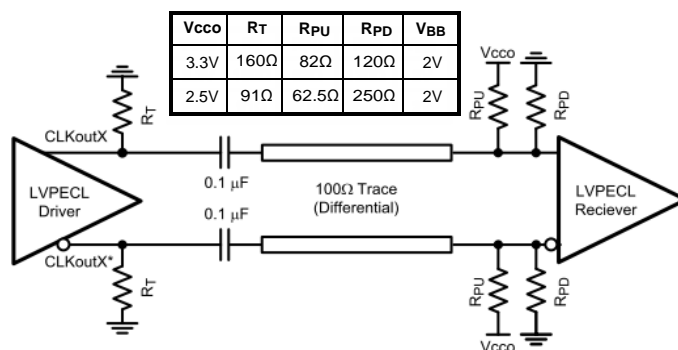 Vcco RT RPU RPD VBB
3.3V 160Ω 82Ω 120Ω 2V
2.5V 91Ω 62.5Ω 250Ω 2V
Vcco
RT
RPU
RPD
CLKoutX
0.1 µF
LVPECL
Driver
100Ω Trace
(Differential)
LVPECL
Reciever
0.1 µF
CLKoutX*
RT
RPU
RPD
Vcco